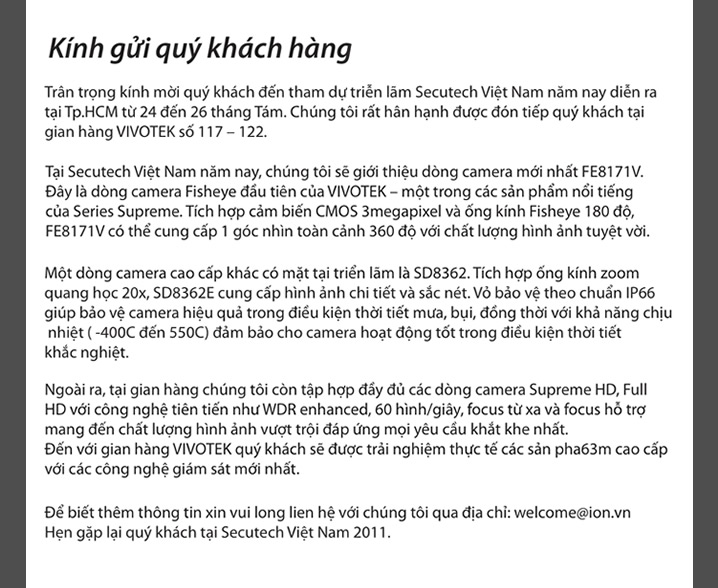 Kính gửi quý khách hàng
Trân trọng kính mời quý khách đến tham dự triễn lãm Secutech Việt Nam năm nay diễn ra
tại Tp.HCM từ 24 đến 26 tháng Tám. Chúng tôi rất hân hạnh được đón tiếp quý khách tại
gian hàng VIVOTEK số 117 – 122.
Tại Secutech Việt Nam năm nay, chúng tôi sẽ giới thiệu dòng camera mới nhất FE8171V.
Đây là dòng camera Fisheye đầu tiên của VIVOTEK – một trong các sản phẩm nổi tiếng
của Series Supreme. Tích hợp cảm biến CMOS 3megapixel và ống kính Fisheye 180 độ,
FE8171V có thể cung cấp 1 góc nhìn toàn cảnh 360 độ với chất lượng hình ảnh tuyệt vời.
Một dòng camera cao cấp khác có mặt tại triển lãm là SD8362. Tích hợp ống kính zoom
quang học 20x, SD8362E cung cấp hình ảnh chi tiết và sắc nét. Vỏ bảo vệ theo chuẩn IP66
giúp bảo vệ camera hiệu quả trong điều kiện thời tiết mưa, bụi, đồng thời với khả năng chịu
nhiệt ( -400C đến 550C) đảm bảo cho camera hoạt động tốt trong điều kiện thời tiết
khắc nghiệt.
Ngoài ra, tại gian hàng chúng tôi còn tập hợp đầy đủ các dòng camera Supreme HD, Full
HD với công nghệ tiên tiến như WDR enhanced, 60 hình/giây, focus từ xa và focus hỗ trợ
mang đến chất lượng hình ảnh vượt trội đáp ứng mọi yêu cầu khắt khe nhất.
Đến với gian hàng VIVOTEK quý khách sẽ được trải nghiệm thực tế các sản pha63m cao cấp
với các công nghệ giám sát mới nhất.
Để biết thêm thông tin xin vui long lien hệ với chúng tôi qua địa chỉ: welcome@ion.vn
Hẹn gặp lại quý khách tại Secutech Việt Nam 2011.